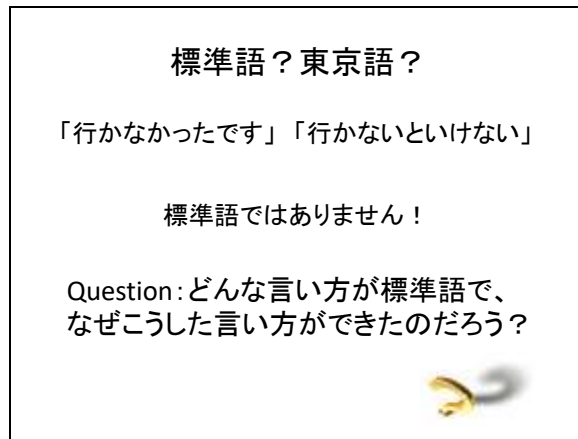 標準語？東京語？
「行かなかったです」「行かないといけない」
標準語ではありません！
Question：どんな言い方が標準語で、
なぜこうした言い方ができたのだろう？